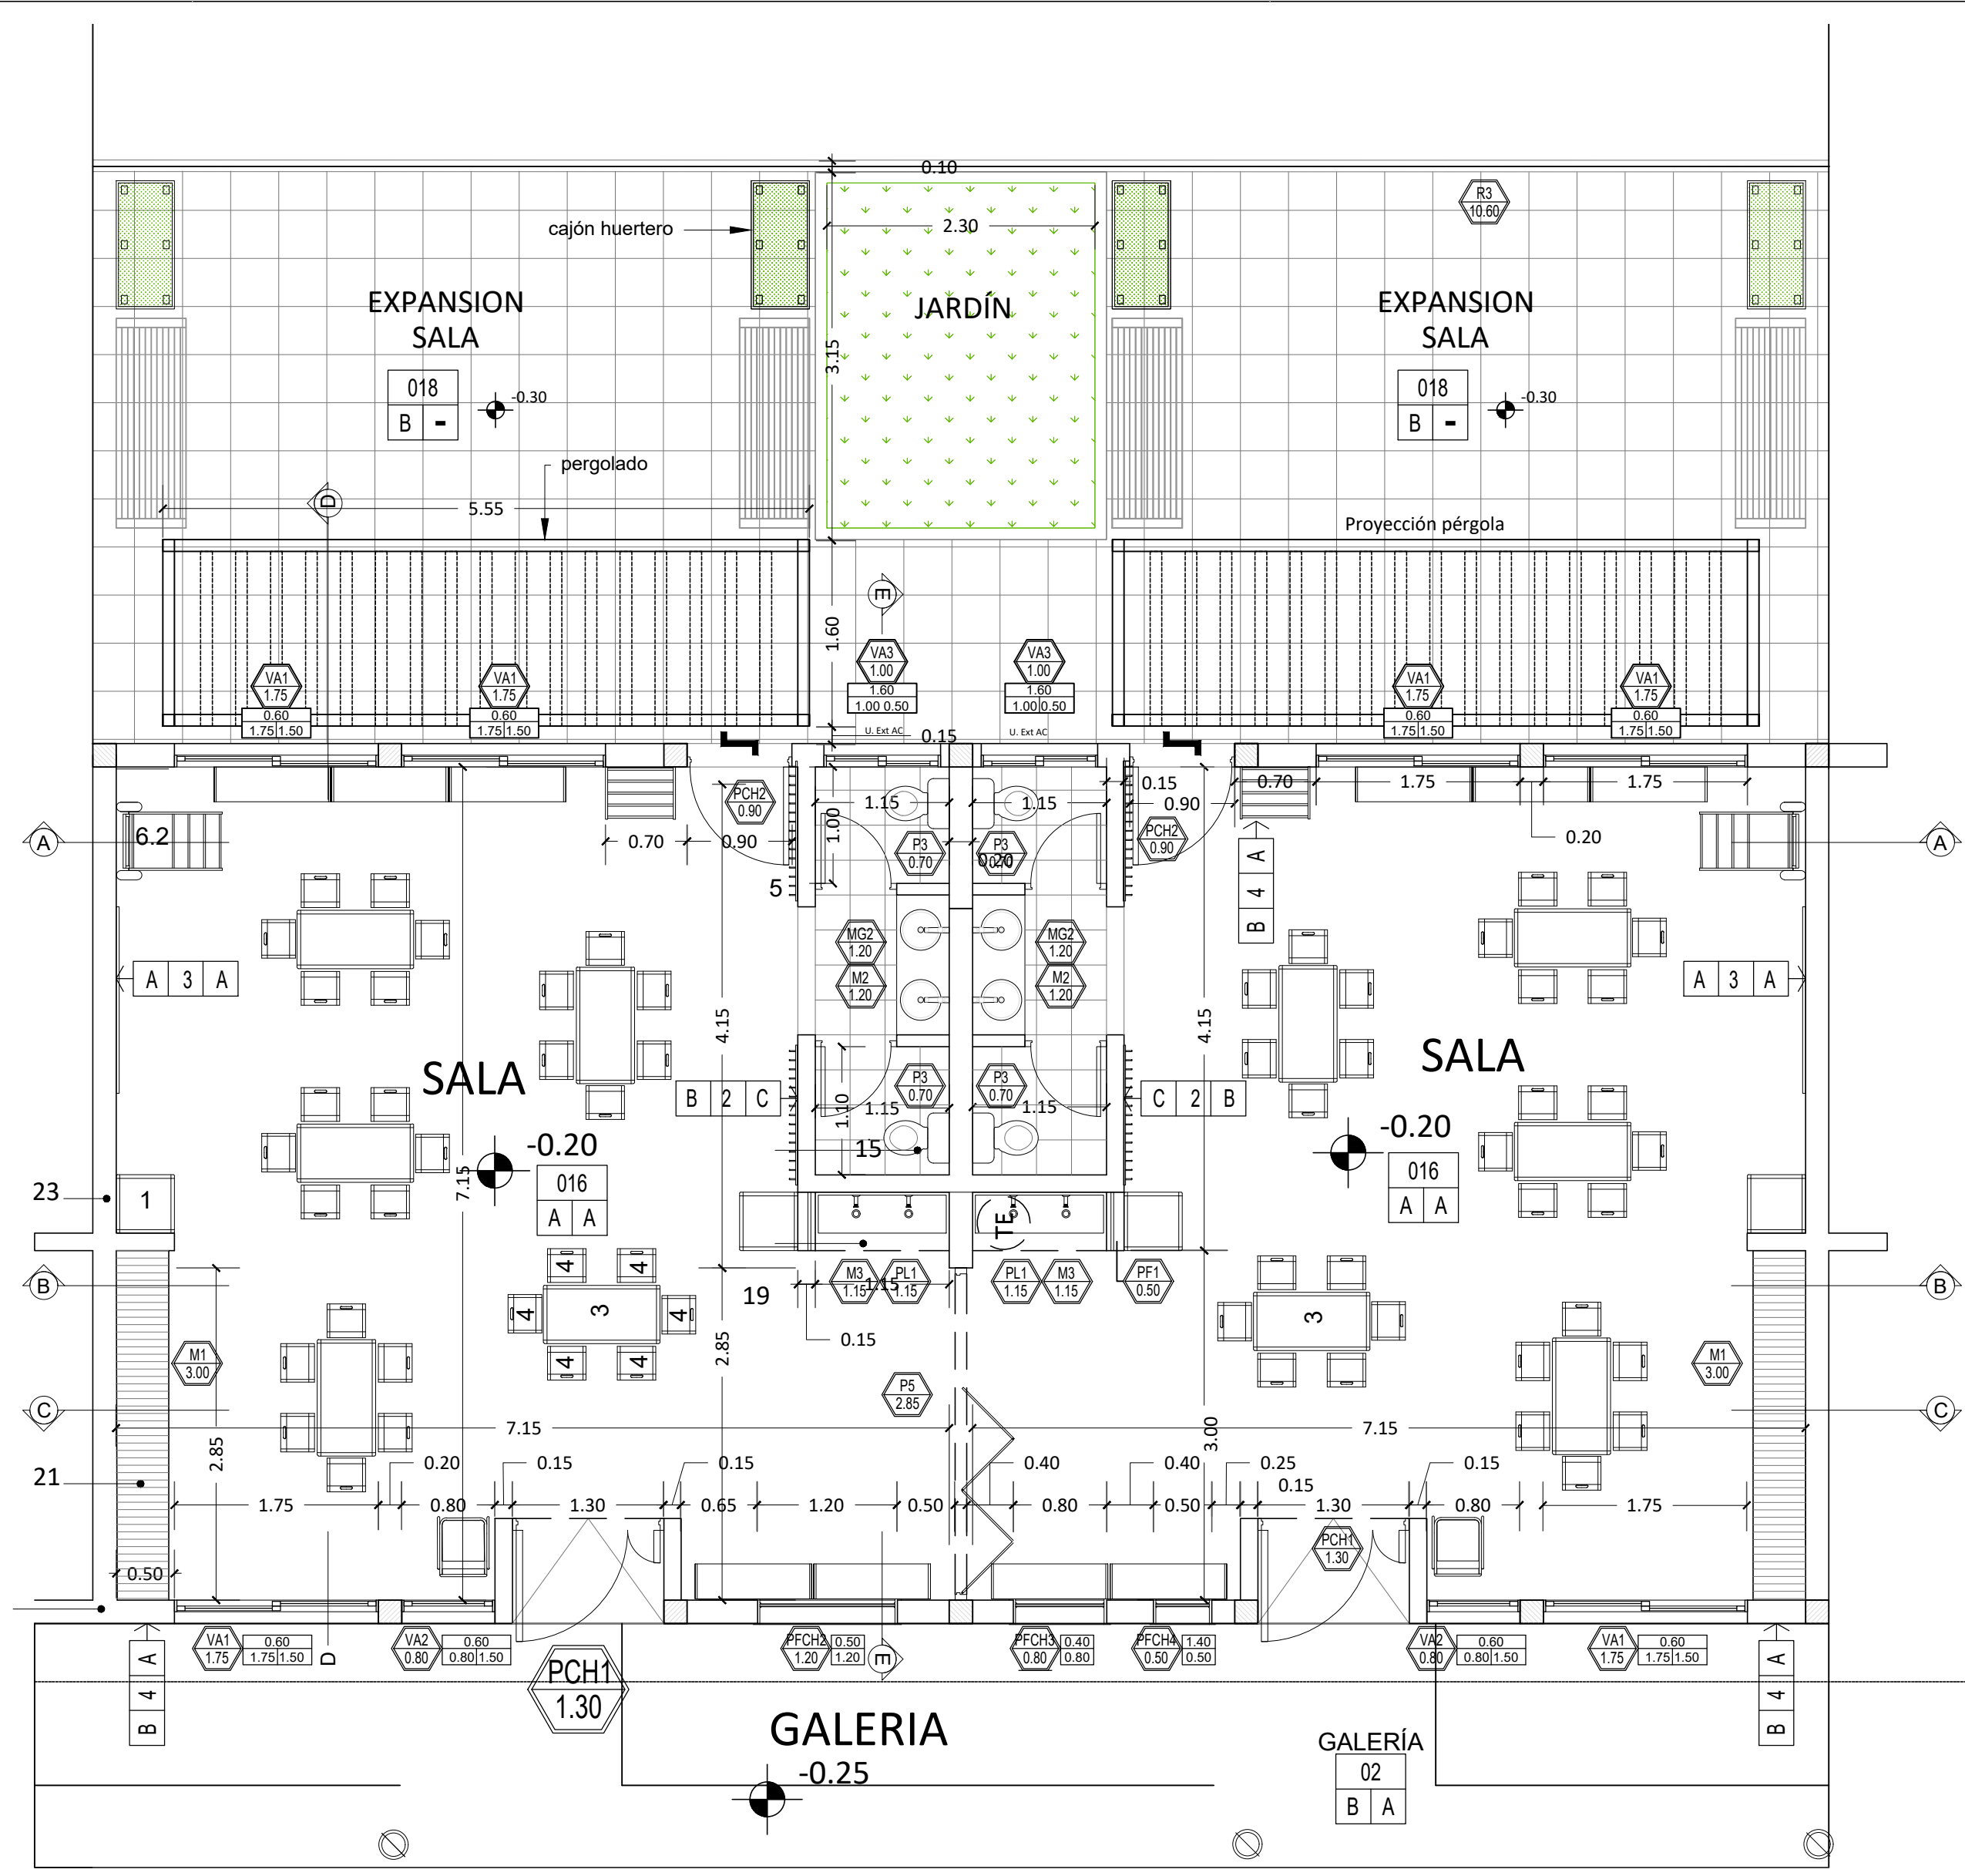 0.10
R3
10.60
cajón huertero
2.30
EXPANSION
SALA
JARDÍN
EXPANSION
SALA
3.15
018
B -
-0.30
018
B -
-0.30
pergolado
D
5.55
Proyección pérgola
E
1.60
VA3
1.00
1.60
1.00 0.50
VA3
1.00
1.60
1.00 0.50
VA1
1.75
0.60
1.75 1.50
VA1
1.75
0.60
1.75 1.50
VA1
1.75
0.60
1.75 1.50
VA1
1.75
0.60
1.75 1.50
U. Ext AC
0.15
U. Ext AC
PCH2
0.90
1.15
1.15
0.15
0.90
0.70
1.75
1.75
1.00
A
6.2
0.70
0.90
P3
0.70
P3
0.70
0.20
PCH2
0.90
0.20
A
5
B 4 A
MG2
1.20
M2
1.20
MG2
1.20
M2
1.20
A 3 A
A 3 A
4.15
4.15
SALA
SALA
B 2 C
P3
0.70
P3
0.70
C 2 B
1.10
1.15
1.15
-0.20
15
-0.20
7.15
016
A A
016
A A
23
1
TE
B
4 4
4 3 4
4 4
19
M3
1.15
PL1
1.15
1.15
PL1
1.15
M3
1.15
PF1
0.50
3
B
0.15
2.85
M1
3.00
M1
3.00
P5
2.85
C
7.15
7.15
C
3.00
2.85
0.20
0.15
0.15
0.40
0.40
0.25
0.15
0.15
21
1.75
0.80
1.30
0.65
1.20
0.50
0.80
0.50
1.30
0.80
1.75
PCH1
1.30
0.50
VA1
1.75
0.60
1.75 1.50
D
VA2
0.80
0.60
0.80 1.50
PFCH2
1.20
0.50
1.20
E
PFCH3
0.80
0.40
0.80
PFCH4
0.50
1.40
0.50
VA2
0.80
0.60
0.80 1.50
VA1
1.75
0.60
1.75 1.50
B 4 A
B 4 A
PCH1
1.30
GALERIA
-0.25
GALERÍA
02
B A